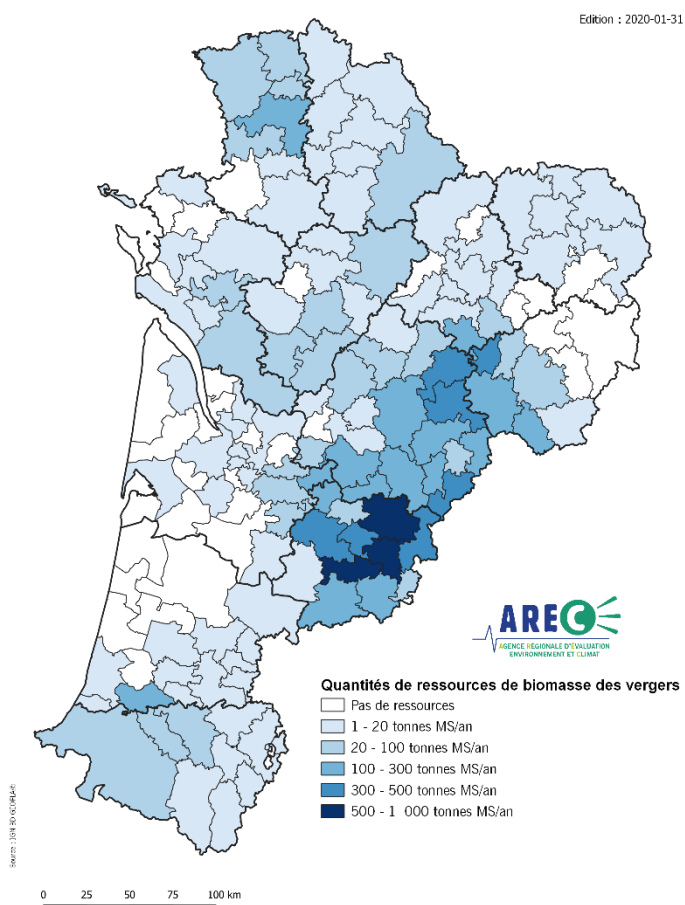 Edition : 2020-01-31
AREC
AGENCE RÉGIONALE D'ÉVALUATION
ENVIRONNEMENT ET CLIMAT
Quantités de ressources de biomasse des vergers
Pas de ressources
1 - 20 tonnes MS/an
20 - 100 tonnes MS/an
100 - 300 tonnes MS/an
300 - 500 tonnes MS/an
500 - 1 000 tonnes MS/an
Source : IGN
0 25 50 75 100 km